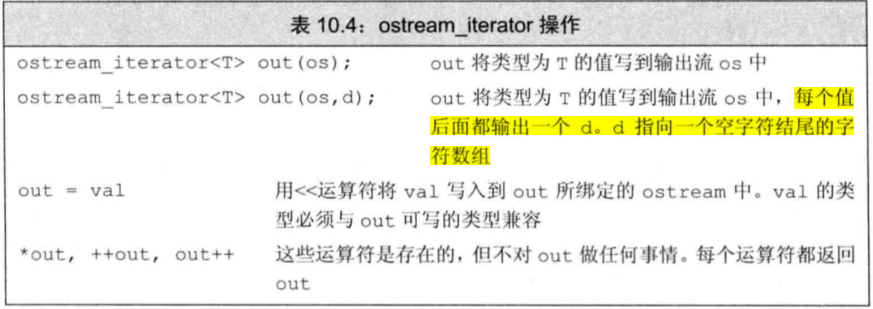 表 10.4：ostream_iterator 操作
ostream_iterator<T> out(os); out 将类型为 T 的值写到输出流 os 中
ostream_iterator<T> out(os,d); out 将类型为 T 的值写到输出流 os 中，每个值
后面都输出一个 d。d 指向一个空字符结尾的字
符数组
out = val 用<<运算符将 val 写入到 out 所绑定的 ostream 中。val 的类
型必须与 out 可写的类型兼容
*out, ++out, out++ 这些运算符是存在的，但不对 out 做任何事情。每个运算符都返回
out